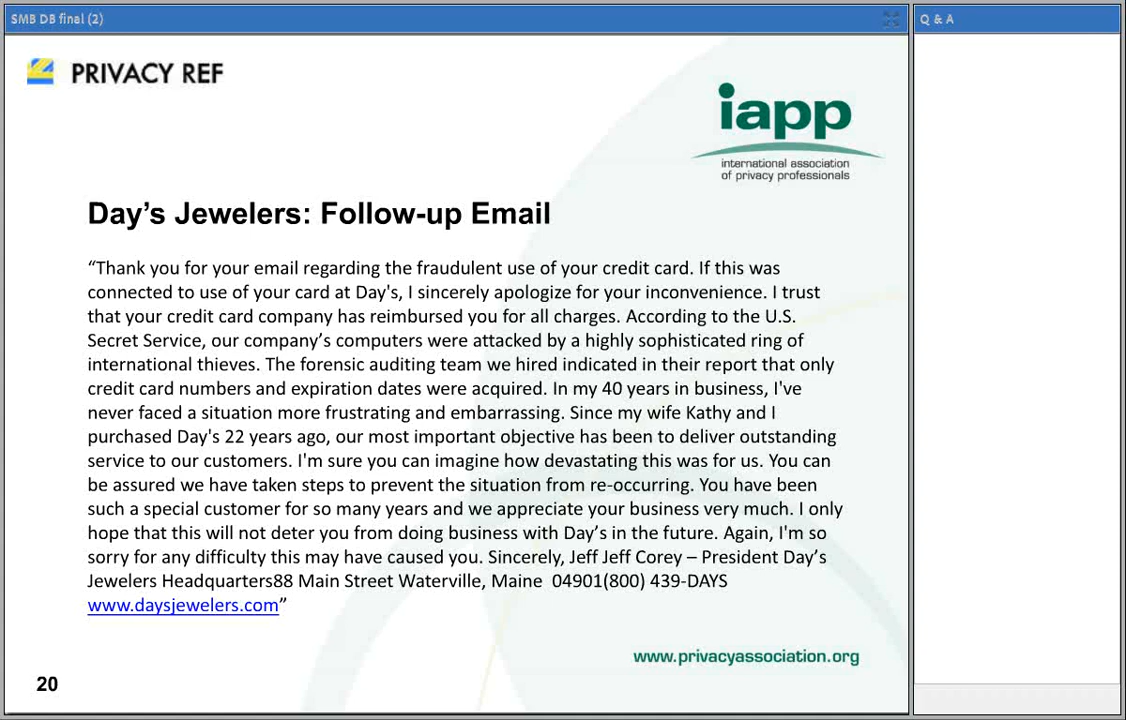 SMB DB final (2)
Q & A
PRIVACY REF
iapp
international association
of privacy professionals
Day’s Jewelers: Follow-up Email
“Thank you for your email regarding the fraudulent use of your credit card. If this was
connected to use of your card at Day's, I sincerely apologize for your inconvenience. I trust
that your credit card company has reimbursed you for all charges. According to the U.S.
Secret Service, our company’s computers were attacked by a highly sophisticated ring of
international thieves. The forensic auditing team we hired indicated in their report that only
credit card numbers and expiration dates were acquired. In my 40 years in business, I've
never faced a situation more frustrating and embarrassing. Since my wife Kathy and I
purchased Day's 22 years ago, our most important objective has been to deliver outstanding
service to our customers. I'm sure you can imagine how devastating this was for us. You can
be assured we have taken steps to prevent the situation from re-occurring. You have been
such a special customer for so many years and we appreciate your business very much. I only
hope that this will not deter you from doing business with Day’s in the future. Again, I'm so
sorry for any difficulty this may have caused you. Sincerely, Jeff Jeff Corey – President Day’s
Jewelers Headquarters88 Main Street Waterville, Maine  04901(800) 439-DAYS
www.daysjewelers.com”
www.privacyassociation.org
20